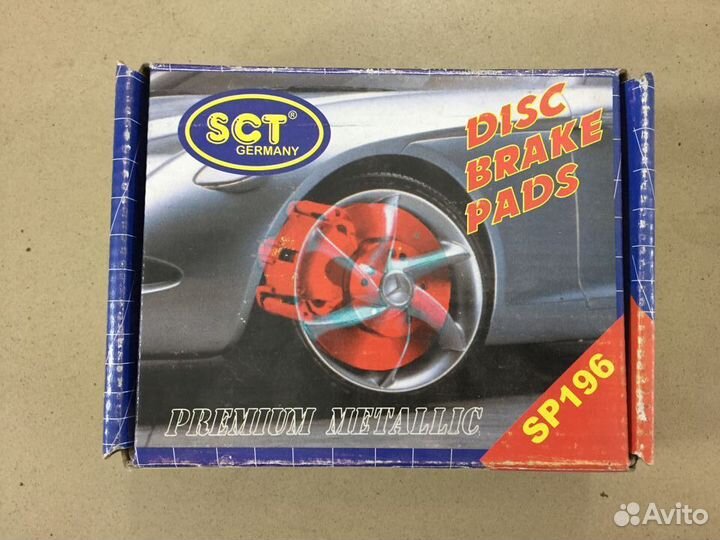 SCT®
GERMANY
DISC
BRAKE
PADS
PREMIUM METALLIC
SP196
Avito